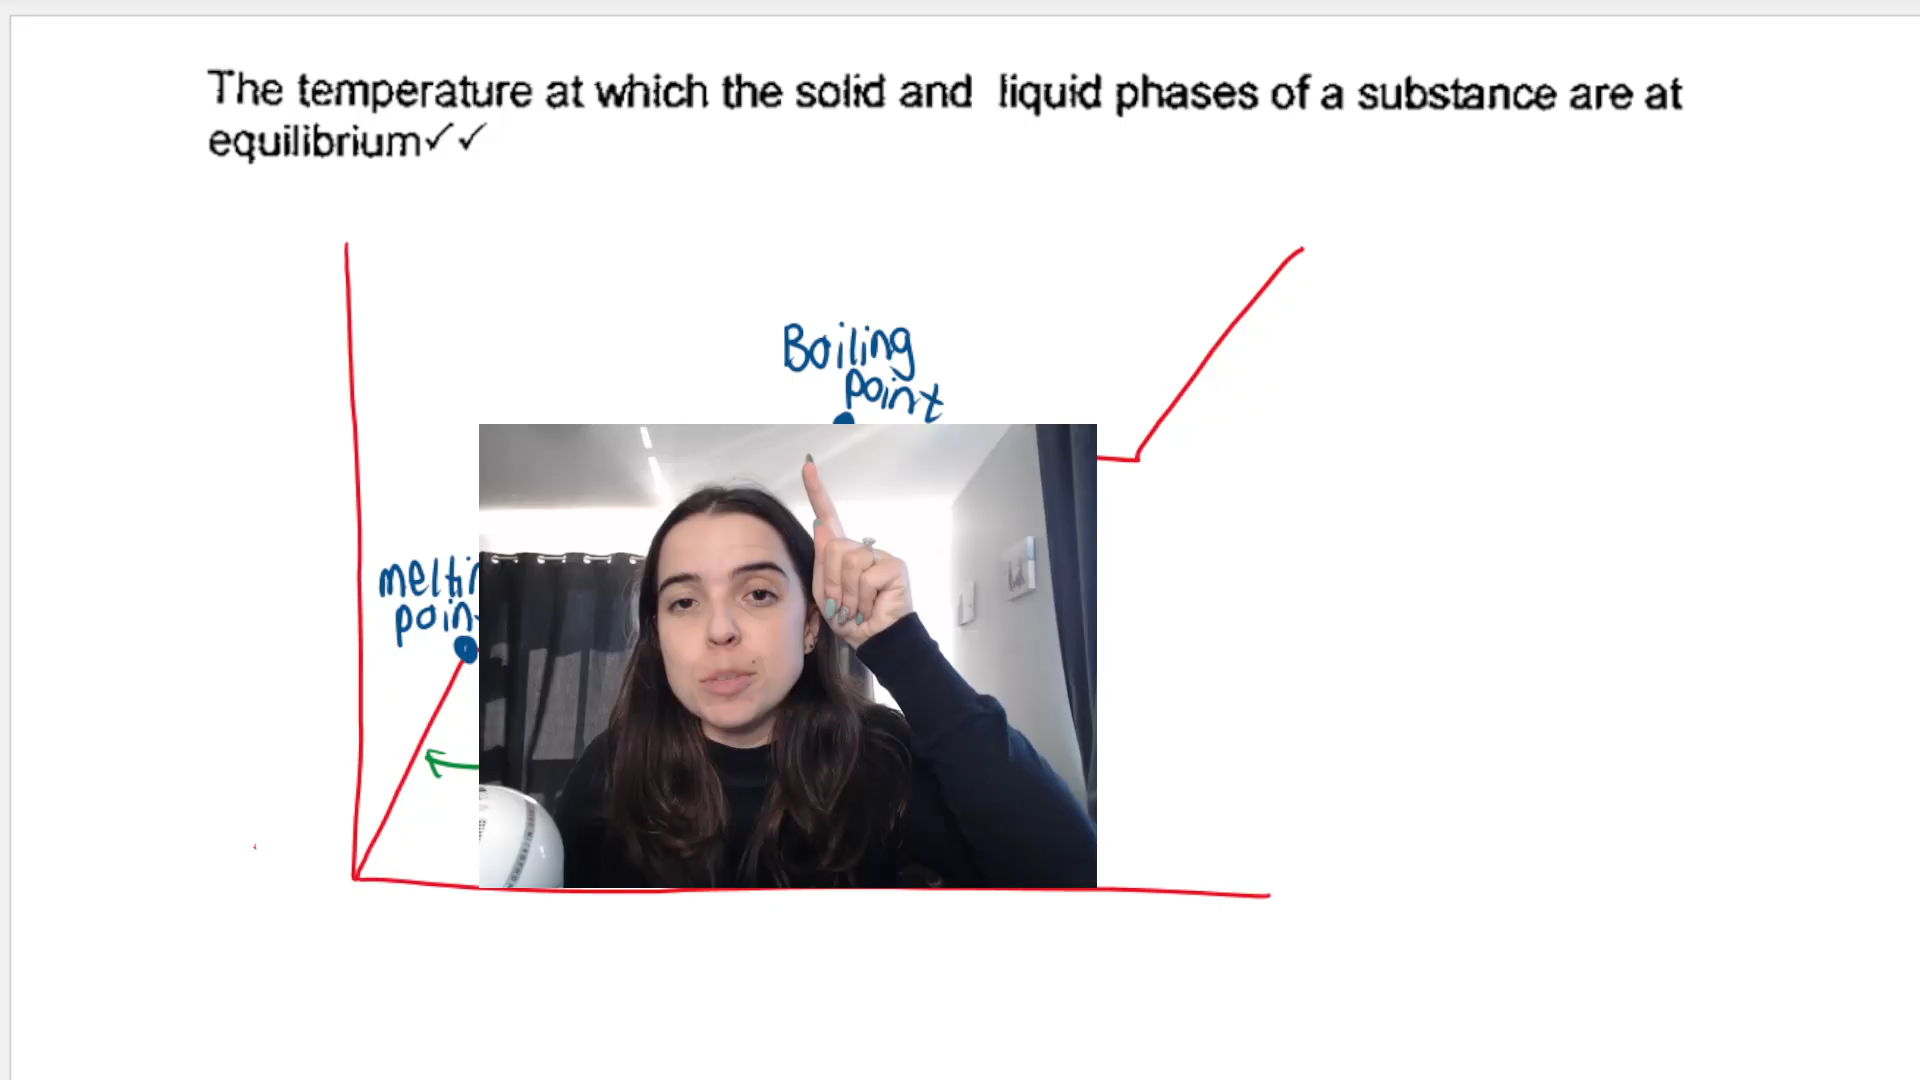 The temperature at which the solid and liquid phases of a substance are at
equilibrium✓✓
Boiling
point